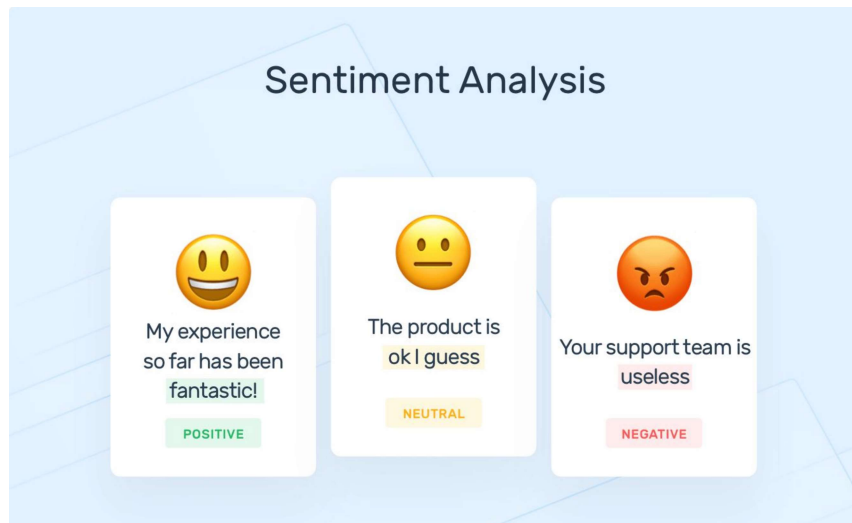 Sentiment Analysis
My experience
so far has been
fantastic!
POSITIVE
The product is
ok I guess
NEUTRAL
Your support team is
useless
NEGATIVE